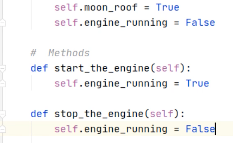 self.moon_roof = True
self.engine_running = False
# Methods
def start_the_engine(self):
self.engine_running = True
def stop_the_engine(self):
self.engine_running = False